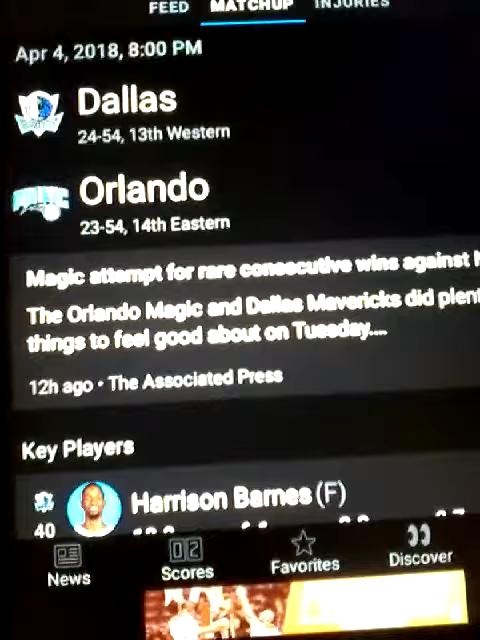 FEED MATCHUP INJURIES
Apr 4, 2018, 8:00 PM
Dallas
24-54, 13th Western
Orlando
23-54, 14th Eastern
Magic attempt for rare consecutive wins against
The Orlando Magic and Dallas Mavericks did plent
things to feel good about on Tuesday....
12h ago • The Associated Press
Key Players
Harrison Barnes (F)
40
News
Scores
Favorites
Discover